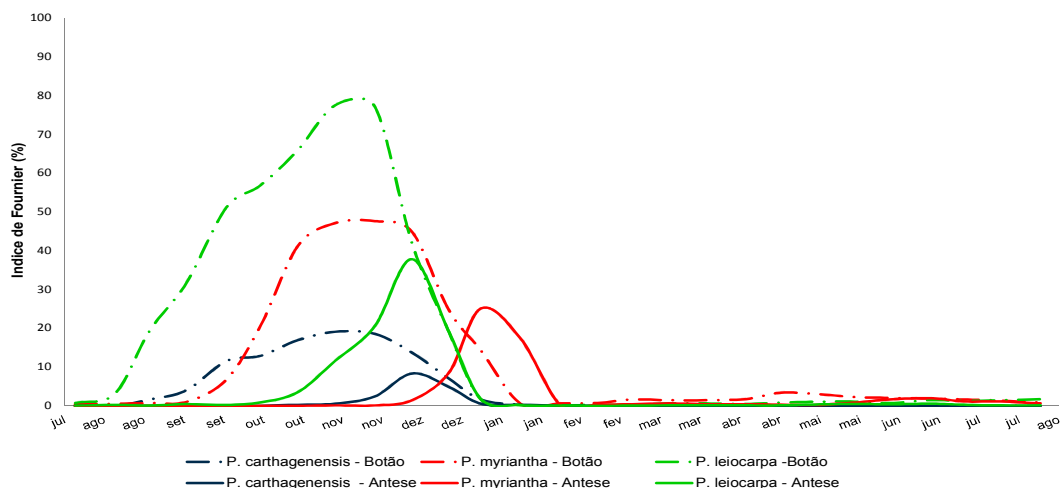 100
90
80
70
60
50
40
30
20
10
0
Indice de Fournier (%)
jul ago ago set set out out nov nov dez dez jan jan fev fev mar mar abr abr mai mai jun jun jul jul ago
P. carthagenensis - Botão P. myriantha - Botão P. leiocarpa -Botão
P. carthagenensis - Antese P. myriantha - Antese P. leiocarpa - Antese